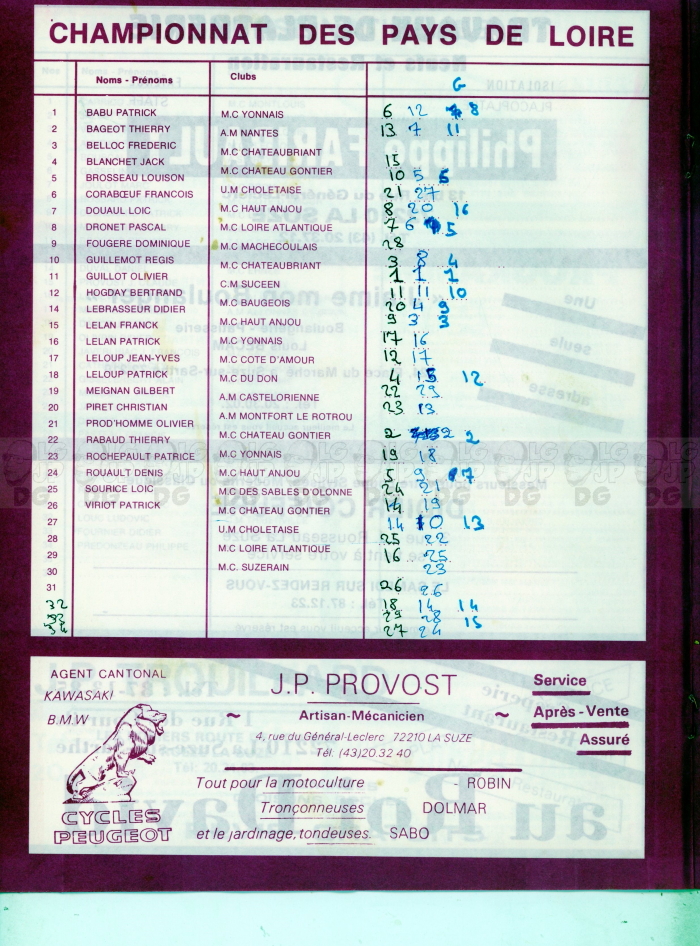 CHAMPIONNAT DES PAYS DE LOIRE
Noms - Prénoms Clubs G
1 BABU PATRICK M.C YONNAIS 6 12 8
2 BAGEOT THIERRY A.M NANTES 13 7 11
3 BELLOC FREDERIC M.C CHATEAUBRIANT
4 BLANCHET JACK M.C CHATEAU GONTIER 15
5 BROSSEAU LOUISON U.M CHOLETAISE 10 5 6
6 CORABŒUF FRANCOIS M.C HAUT ANJOU 21 27
7 DOUAUL LOIC M.C LOIRE ATLANTIQUE 8 20 16
8 DRONET PASCAL M.C MACHECOULAIS 7 6 5
9 FOUGERE DOMINIQUE M.C CHATEAUBRIANT 28
10 GUILLEMOT REGIS C.M SUCEEN 3 8 4
11 GUILLOT OLIVIER M.C BAUGEOIS 1 1 1
12 HOGDAY BERTRAND M.C HAUT ANJOU 11 11 10
14 LEBRASSEUR DIDIER M.C YONNAIS 20 4 9
15 LELAN FRANCK M.C COTE D'AMOUR 9 3 3
16 LELAN PATRICK M.C DU DON 17 16
17 LELOUP JEAN-YVES A.M CASTELORIENNE 12 17
18 LELOUP PATRICK A.M MONTFORT LE ROTROU 4 15 12
19 MEIGNAN GILBERT M.C CHATEAU GONTIER 22 29
20 PIRET CHRISTIAN M.C YONNAIS 23 13
21 PROD'HOMME OLIVIER M.C HAUT ANJOU
22 RABAUD THIERRY M.C DES SABLES D'OLONNE 2 2 2
23 ROCHEPAULT PATRICE M.C CHATEAU GONTIER 19 18
24 ROUAULT DENIS U.M CHOLETAISE 5 9 7
25 SOURICE LOIC M.C LOIRE ATLANTIQUE 24 21
26 VIRIOT PATRICK M.C. SUZERAIN 14 19
27 14 10 13
28 25 22
29 16 25
30 23
31 26 26
32 18 14 14
33 29 28 15
34 27 24
AGENT CANTONAL
KAWASAKI
B.M.W
CYCLES
PEUGEOT
J.P. PROVOST
~ Artisan-Mécanicien ~
4, rue du Général-Leclerc 72210 LA SUZE
Tél. (43)20.32 40
Service
Après - Vente
Assuré
Tout pour la motoculture - ROBIN
Tronçonneuses DOLMAR
et le jardinage, tondeuses. SABO